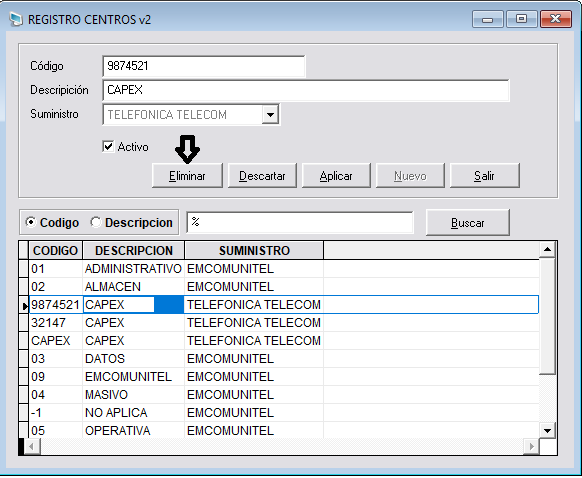 REGISTRO CENTROS v2
Código 9874521
Descripición CAPEX
Suministro TELEFONICA TELECOM
Activo
Eliminar Descartar Aplicar Nuevo Salir
Codigo Descripcion % Buscar
CODIGO DESCRIPCION SUMINISTRO
01 ADMINISTRATIVO EMCOMUNITEL
02 ALMACEN EMCOMUNITEL
9874521 CAPEX TELEFONICA TELECOM
32147 CAPEX TELEFONICA TELECOM
CAPEX CAPEX TELEFONICA TELECOM
03 DATOS EMCOMUNITEL
09 EMCOMUNITEL EMCOMUNITEL
04 MASIVO EMCOMUNITEL
-1 NO APLICA EMCOMUNITEL
05 OPERATIVA EMCOMUNITEL